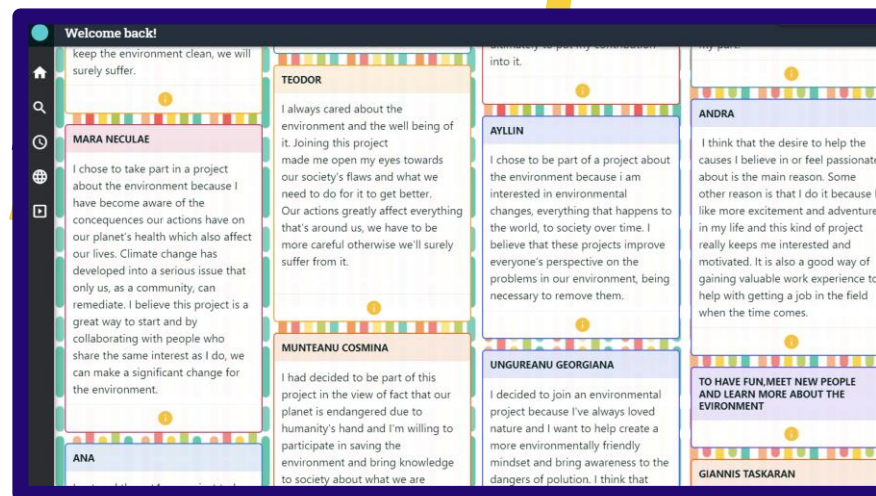 Welcome back!
keep the environment clean, we will
surely suffer.
MARA NECULAE
I chose to take part in a project
about the environment because I
have become aware of the
concequences our actions have on
our planet's health which also affect
our lives. Climate change has
developed into a serious issue that
only us, as a community, can
remediate. I believe this project is a
great way to start and by
collaborating with people who
share the same interest as I do, we
can make a significant change for
the environment.
ANA
TEODOR
I always cared about the
environment and the well being of
it. Joining this project
made me open my eyes towards
our society's flaws and what we
need to do for it to get better.
Our actions greatly affect everything
that's around us, we have to be
more careful otherwise we'll surely
suffer from it.
MUNTEANU COSMINA
I had decided to be part of this
project in the view of fact that our
planet is endangered due to
humanity's hand and I'm willing to
participate in saving the
environment and bring knowledge
to society about what we are
into it.
AYLLIN
I chose to be part of a project about
the environment because i am
interested in environmental
changes, everything that happens to
the world, to society over time. I
believe that these projects improve
everyone's perspective on the
problems in our environment, being
necessary to remove them.
UNGUREANU GEORGIANA
I decided to join an environmental
project because I've always loved
nature and I want to help create a
more environmentally friendly
mindset and bring awareness to the
dangers of polution. I think that
my part.
ANDRA
I think that the desire to help the
causes I believe in or feel passionate
about is the main reason. Some
other reason is that I do it because I
like more excitement and adventure
in my life and this kind of project
really keeps me interested and
motivated. It is also a good way of
gaining valuable work experience to
help with getting a job in the field
when the time comes.
TO HAVE FUN,MEET NEW PEOPLE
AND LEARN MORE ABOUT THE
EVIRONMENT
GIANNIS TASKARAN